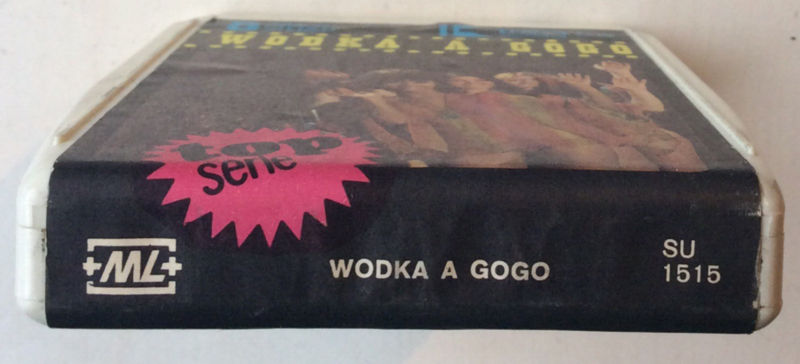 WODKA A GOGO
top
serie
+ML+
WODKA A GOGO
SU
1515